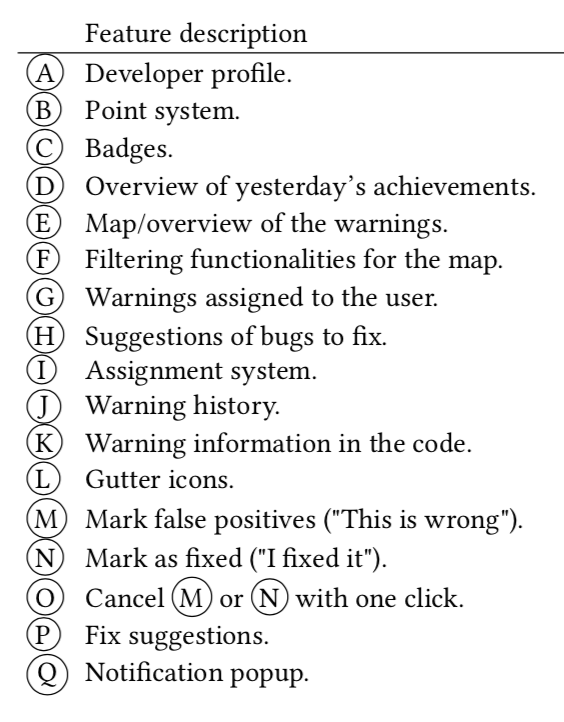 Feature description
A Developer profile.
B Point system.
C Badges.
D Overview of yesterday’s achievements.
E Map/overview of the warnings.
F Filtering functionalities for the map.
G Warnings assigned to the user.
H Suggestions of bugs to fix.
I Assignment system.
J Warning history.
K Warning information in the code.
L Gutter icons.
M Mark false positives ("This is wrong").
N Mark as fixed ("I fixed it").
O Cancel M or N with one click.
P Fix suggestions.
Q Notification popup.